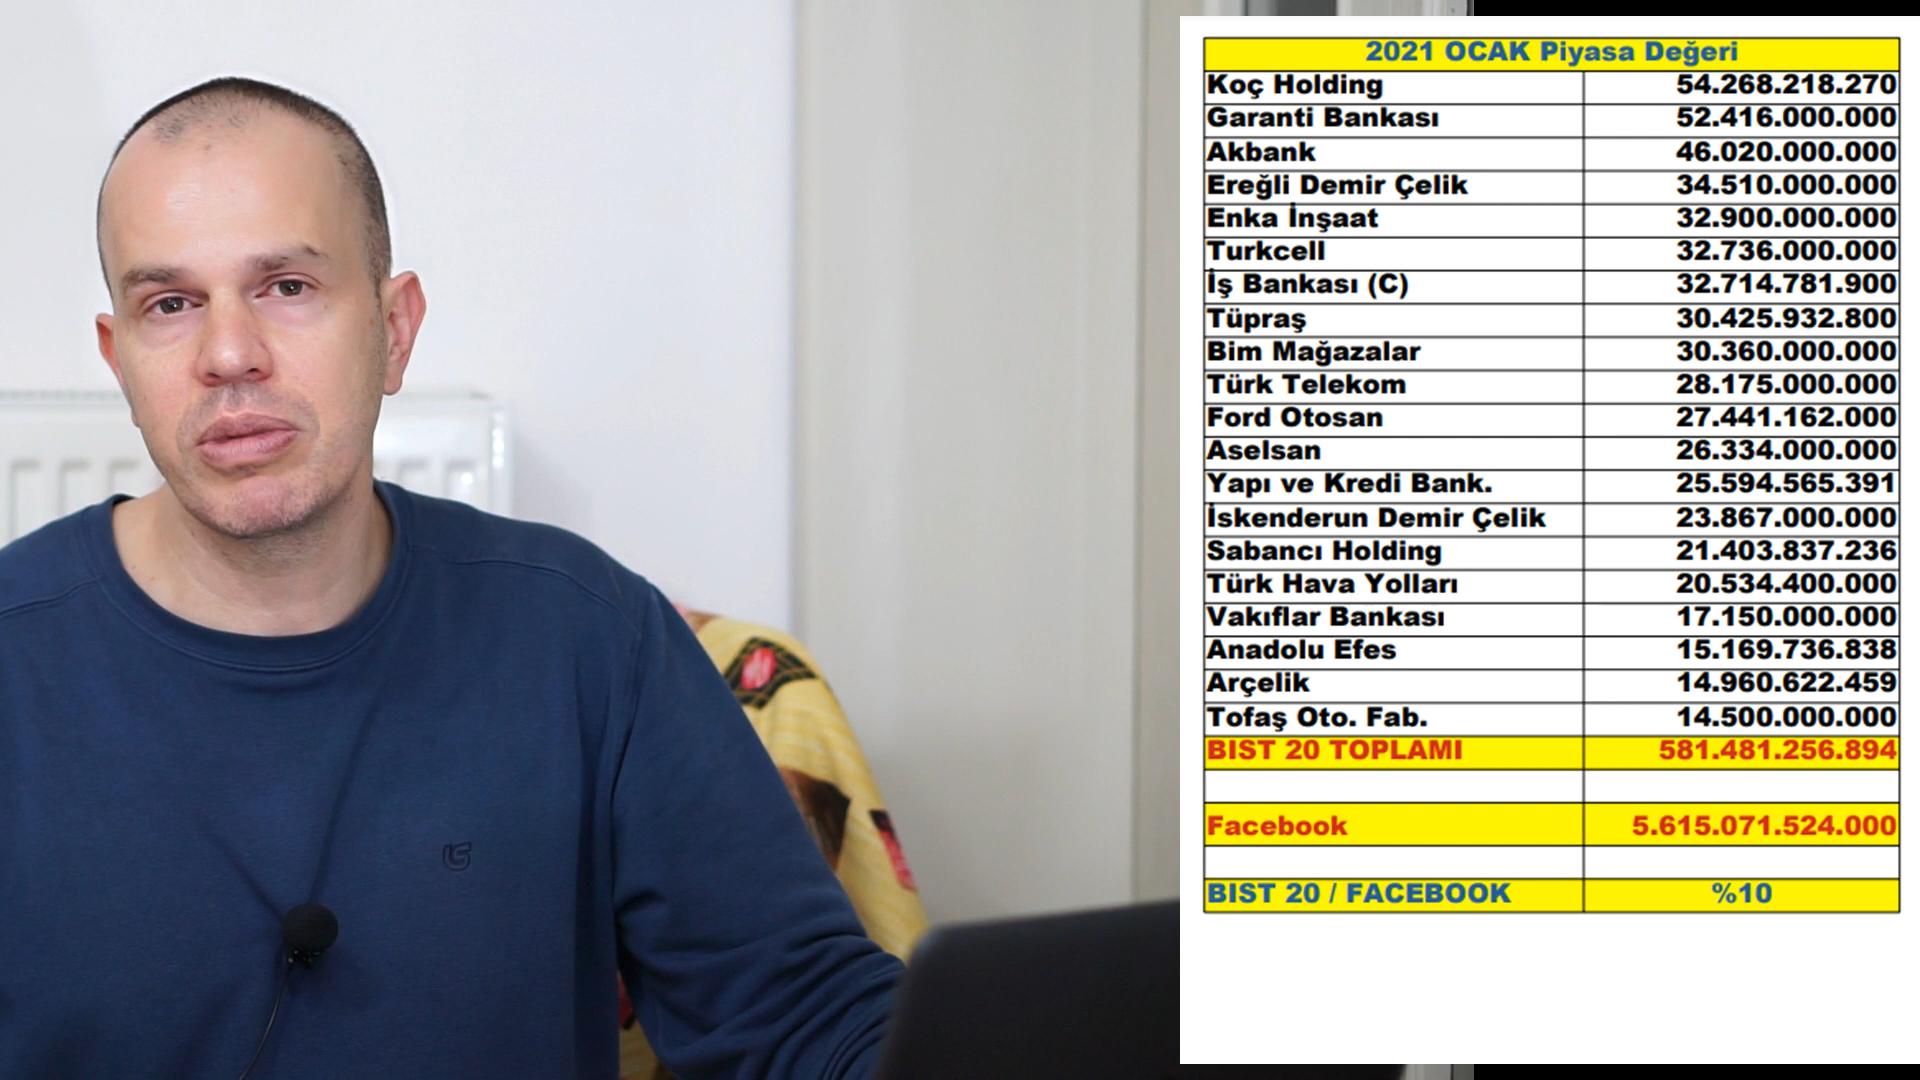 2021 OCAK Piyasa Değeri
Koç Holding 54.268.218.270
Garanti Bankası 52.416.000.000
Akbank 46.020.000.000
Ereğli Demir Çelik 34.510.000.000
Enka İnşaat 32.900.000.000
Turkcell 32.736.000.000
İş Bankası (C) 32.714.781.900
Tüpraş 30.425.932.800
Bim Mağazalar 30.360.000.000
Türk Telekom 28.175.000.000
Ford Otosan 27.441.162.000
Aselsan 26.334.000.000
Yapı ve Kredi Bank. 25.594.565.391
İskenderun Demir Çelik 23.867.000.000
Sabancı Holding 21.403.837.236
Türk Hava Yolları 20.534.400.000
Vakıflar Bankası 17.150.000.000
Anadolu Efes 15.169.736.838
Arçelik 14.960.622.459
Tofaş Oto. Fab. 14.500.000.000
BIST 20 TOPLAMI 581.481.256.894
Facebook 5.615.071.524.000
BIST 20 / FACEBOOK %10